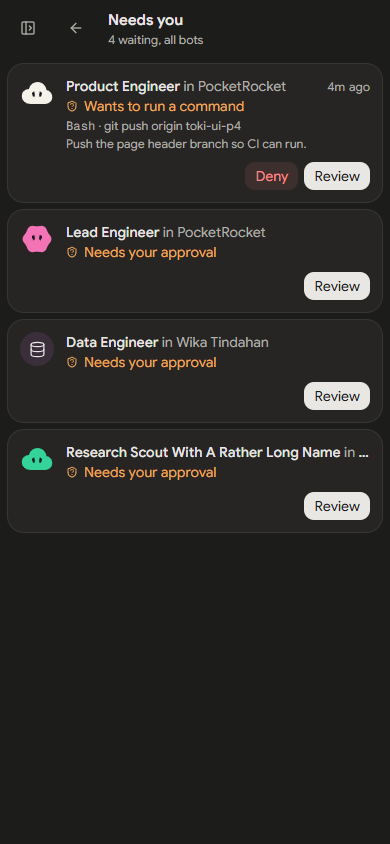 Needs you
4 waiting, all bots
Product Engineer in PocketRocket 4m ago
Wants to run a command
Bash · git push origin toki-ui-p4
Push the page header branch so CI can run.
Deny Review
Lead Engineer in PocketRocket
Needs your approval
Review
Data Engineer in Wika Tindahan
Needs your approval
Review
Research Scout With A Rather Long Name in ...
Needs your approval
Review